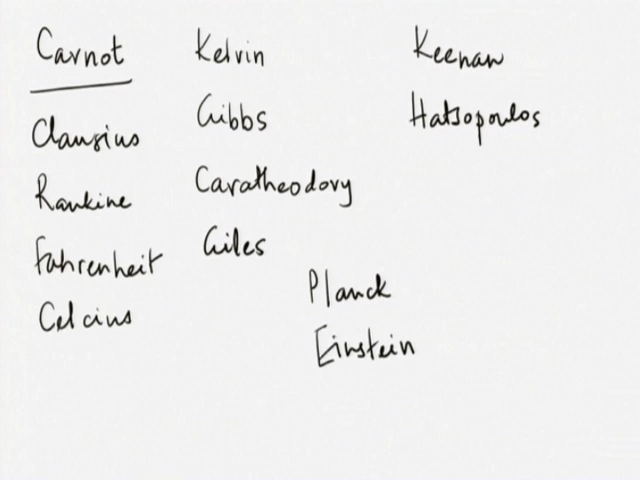 Carnot
Clausius
Rankine
Fahrenheit
Celcius
Kelvin
Gibbs
Caratheodory
Giles
Planck
Einstein
Keenan
Hatsopoulos